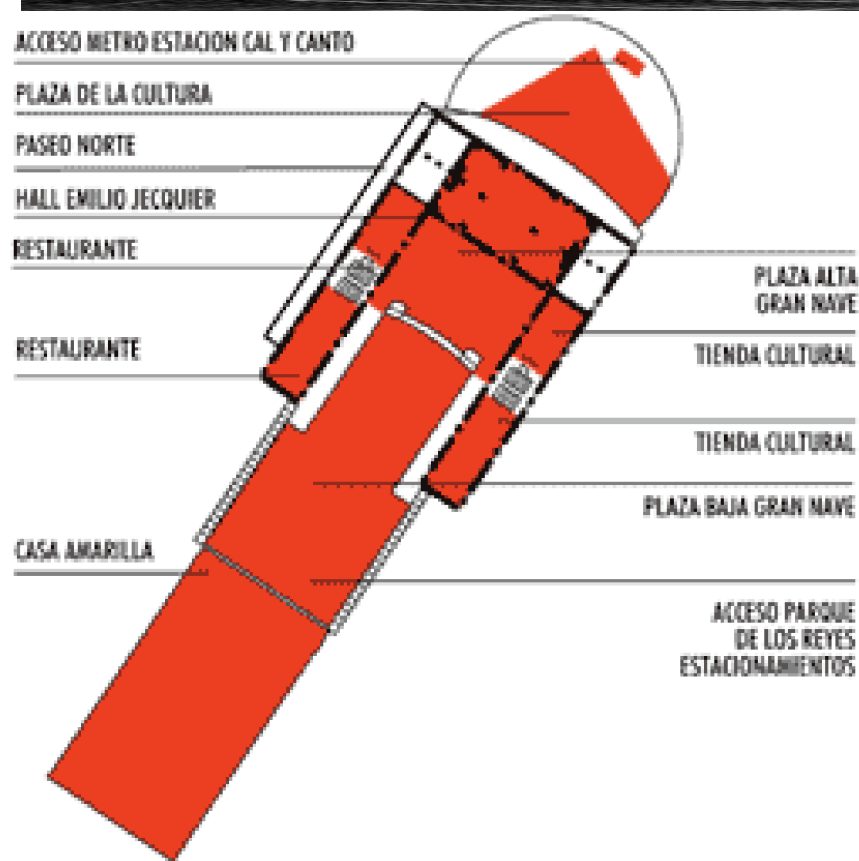 ACCESO METRO ESTACION CAL Y CANTO
PLAZA DE LA CULTURA
PASEO NORTE
HALL EMILIO JECQUIER
RESTAURANTE
RESTAURANTE
CASA AMARILLA
PLAZA ALTA
GRAN NAVE
TIENDA CULTURAL
TIENDA CULTURAL
PLAZA BAJA GRAN NAVE
ACCESO PARQUE
DE LOS REYES
ESTACIONAMIENTOS